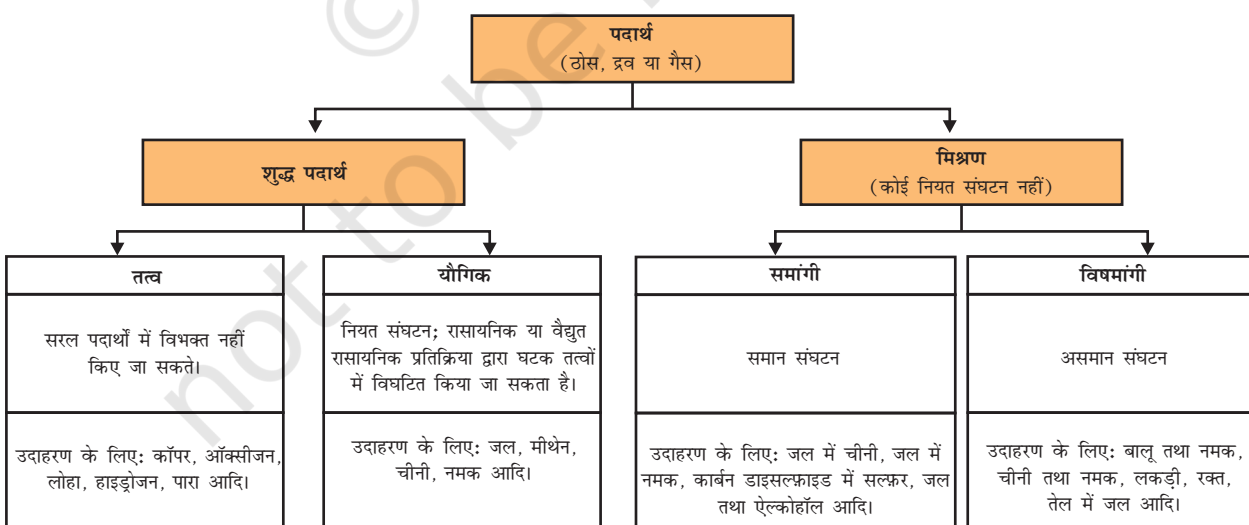 पदार्थ
(ठोस, द्रव या गैस)
शुद्ध पदार्थ
मिश्रण
(कोई नियत संघटन नहीं)
तत्व
सरल पदार्थों में विभक्त नहीं
किए जा सकते।
उदाहरण के लिए: कॉपर, ऑक्सीजन,
लोहा, हाइड्रोजन, पारा आदि।
यौगिक
नियत संघटन; रासायनिक या वैद्युत
रासायनिक प्रतिक्रिया द्वारा घटक तत्वों
में विघटित किया जा सकता है।
उदाहरण के लिए: जल, मीथेन,
चीनी, नमक आदि।
समांगी
समान संघटन
उदाहरण के लिए: जल में चीनी, जल में
नमक, कार्बन डाइसल्फ़ाइड में सल्फ़र, जल
तथा ऐल्कोहॉल आदि।
विषमांगी
असमान संघटन
उदाहरण के लिए: बालू तथा नमक,
चीनी तथा नमक, लकड़ी, रक्त,
तेल में जल आदि।
©
not to be